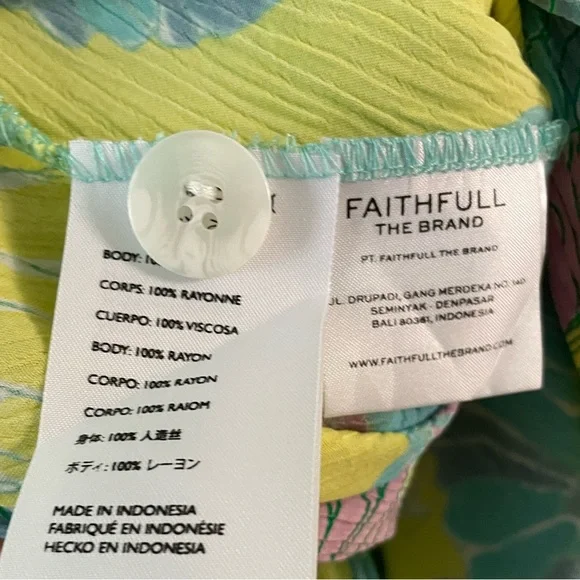 BODY:
CORPS: 100% RAYONNE
CUERPO: 100% VISCOSA
BODY: 100% RAYON
CORPO: 100% RAYON
CORPO: 100% RAIOM
身体: 100% 人造丝
ボディ: 100% レーヨン
MADE IN INDONESIA
FABRIQUÉ EN INDONÉSIE
HECKO EN INDONESIA
FAITHFULL
THE BRAND
PT. FAITHFULL THE BRAND
JL. DRUPADI, GANG MERDEKA NO. 140
SEMINYAK - DENPASAR
BALI 80361, INDONESIA
WWW.FAITHFULLTHEBRAND.COM